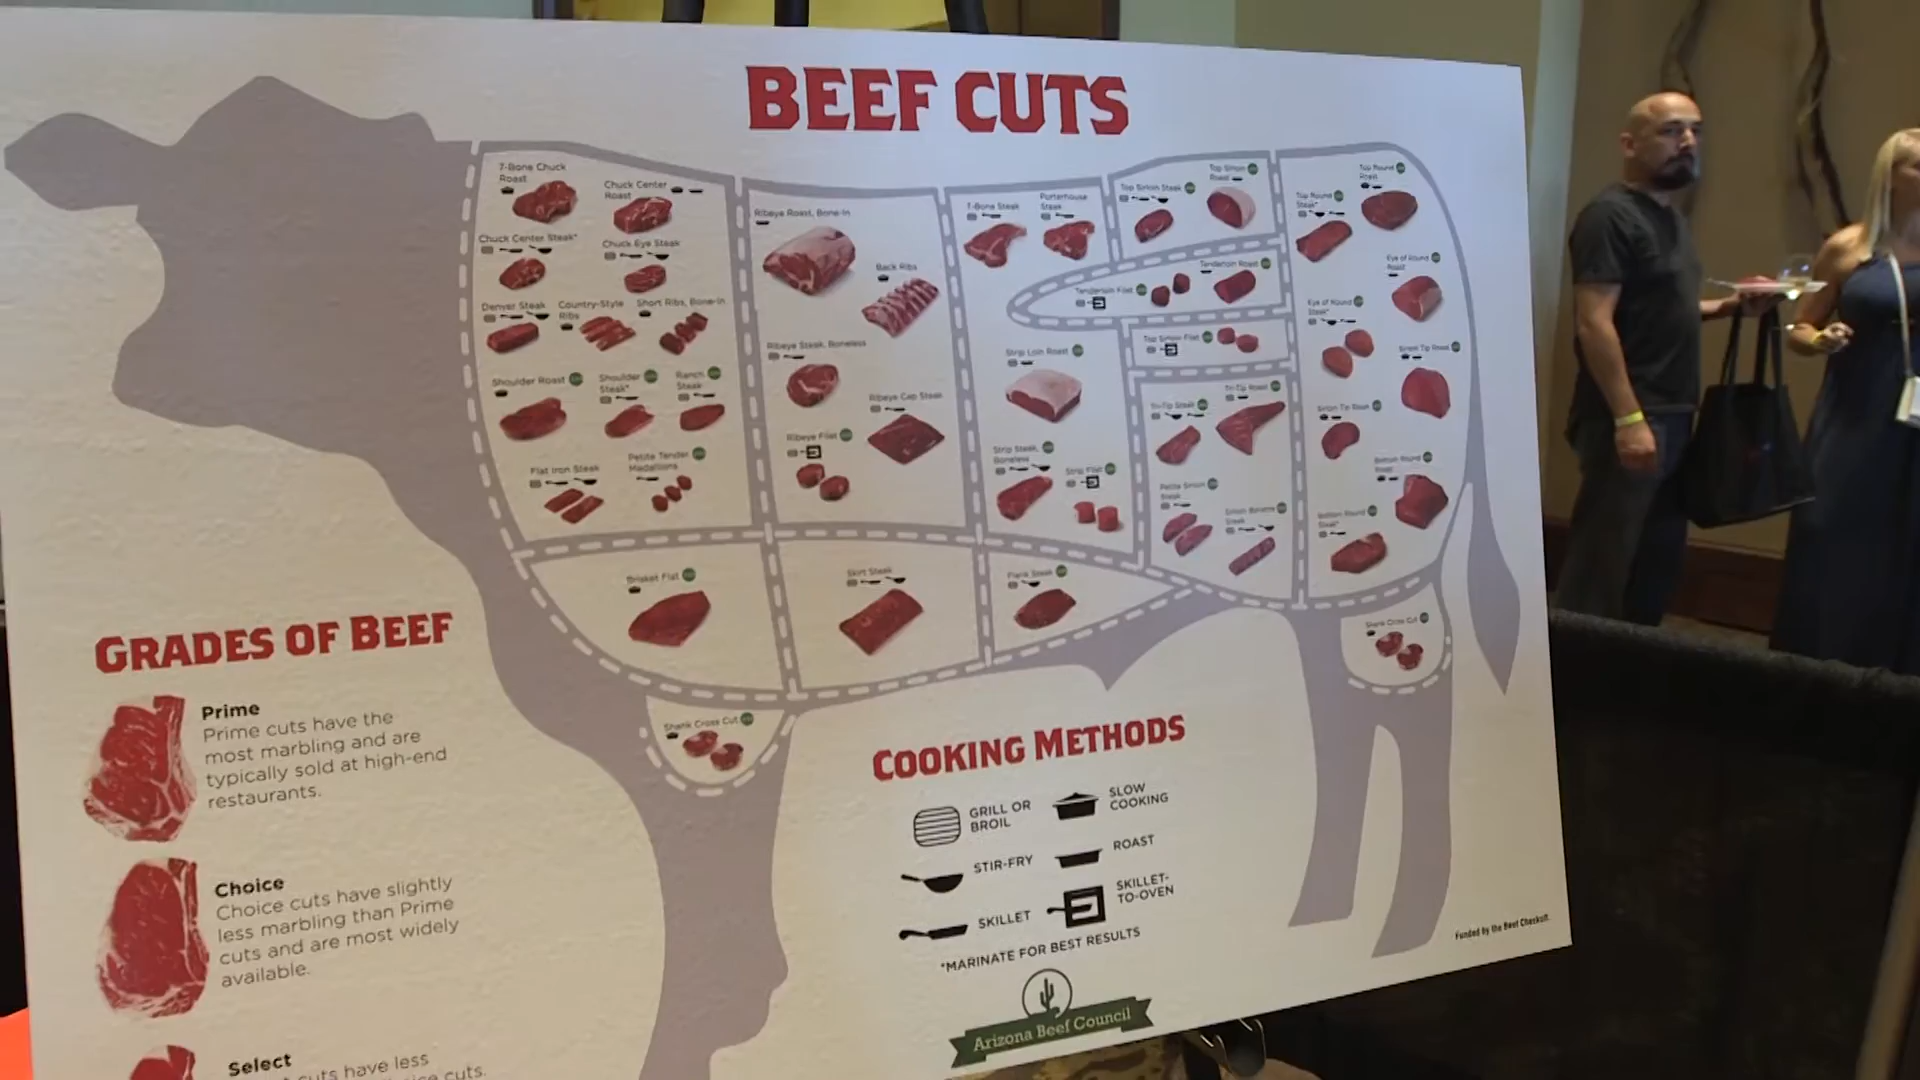 BEEF CUTS
7-Bone Chuck
Roast
Chuck Center
Roast
Chuck Center Steak*
Chuck Eye Steak
Denver Steak
Country-Style
Ribs
Short Ribs, Bone-In
Shoulder Roast
Shoulder
Steak*
Ranch
Steak
Flat Iron Steak
Petite Tender
Medallions
Ribeye Roast, Bone-In
Back Ribs
Ribeye Steak, Boneless
Ribeye Cap Steak
Ribeye Filet
T-Bone Steak
Porterhouse
Steak
Strip Loin Roast
Strip Steak,
Boneless
Strip Filet
Top Sirloin Steak
Top Sirloin
Roast
Tenderloin Roast
Tenderloin Filet
Top Sirloin Filet
Tri-Tip Roast
Tri-Tip Steak
Petite Sirloin
Steak
Sirloin Bavette
Steak
Top Round
Steak*
Top Round
Roast
Eye of Round
Roast
Eye of Round
Steak*
Sirloin Tip Roast
Sirloin Tip Steak
Bottom Round
Roast
Bottom Round
Steak*
Brisket Flat
Skirt Steak
Flank Steak
Shank Cross Cut
Shank Cross Cut
GRADES OF BEEF
Prime
Prime cuts have the
most marbling and are
typically sold at high-end
restaurants.
Choice
Choice cuts have slightly
less marbling than Prime
cuts and are most widely
available.
Select
cuts have less
cuts.
COOKING METHODS
GRILL OR
BROIL
SLOW
COOKING
STIR-FRY
ROAST
SKILLET
SKILLET-
TO-OVEN
*MARINATE FOR BEST RESULTS
Arizona Beef Council
Funded by the Beef Checkoff.